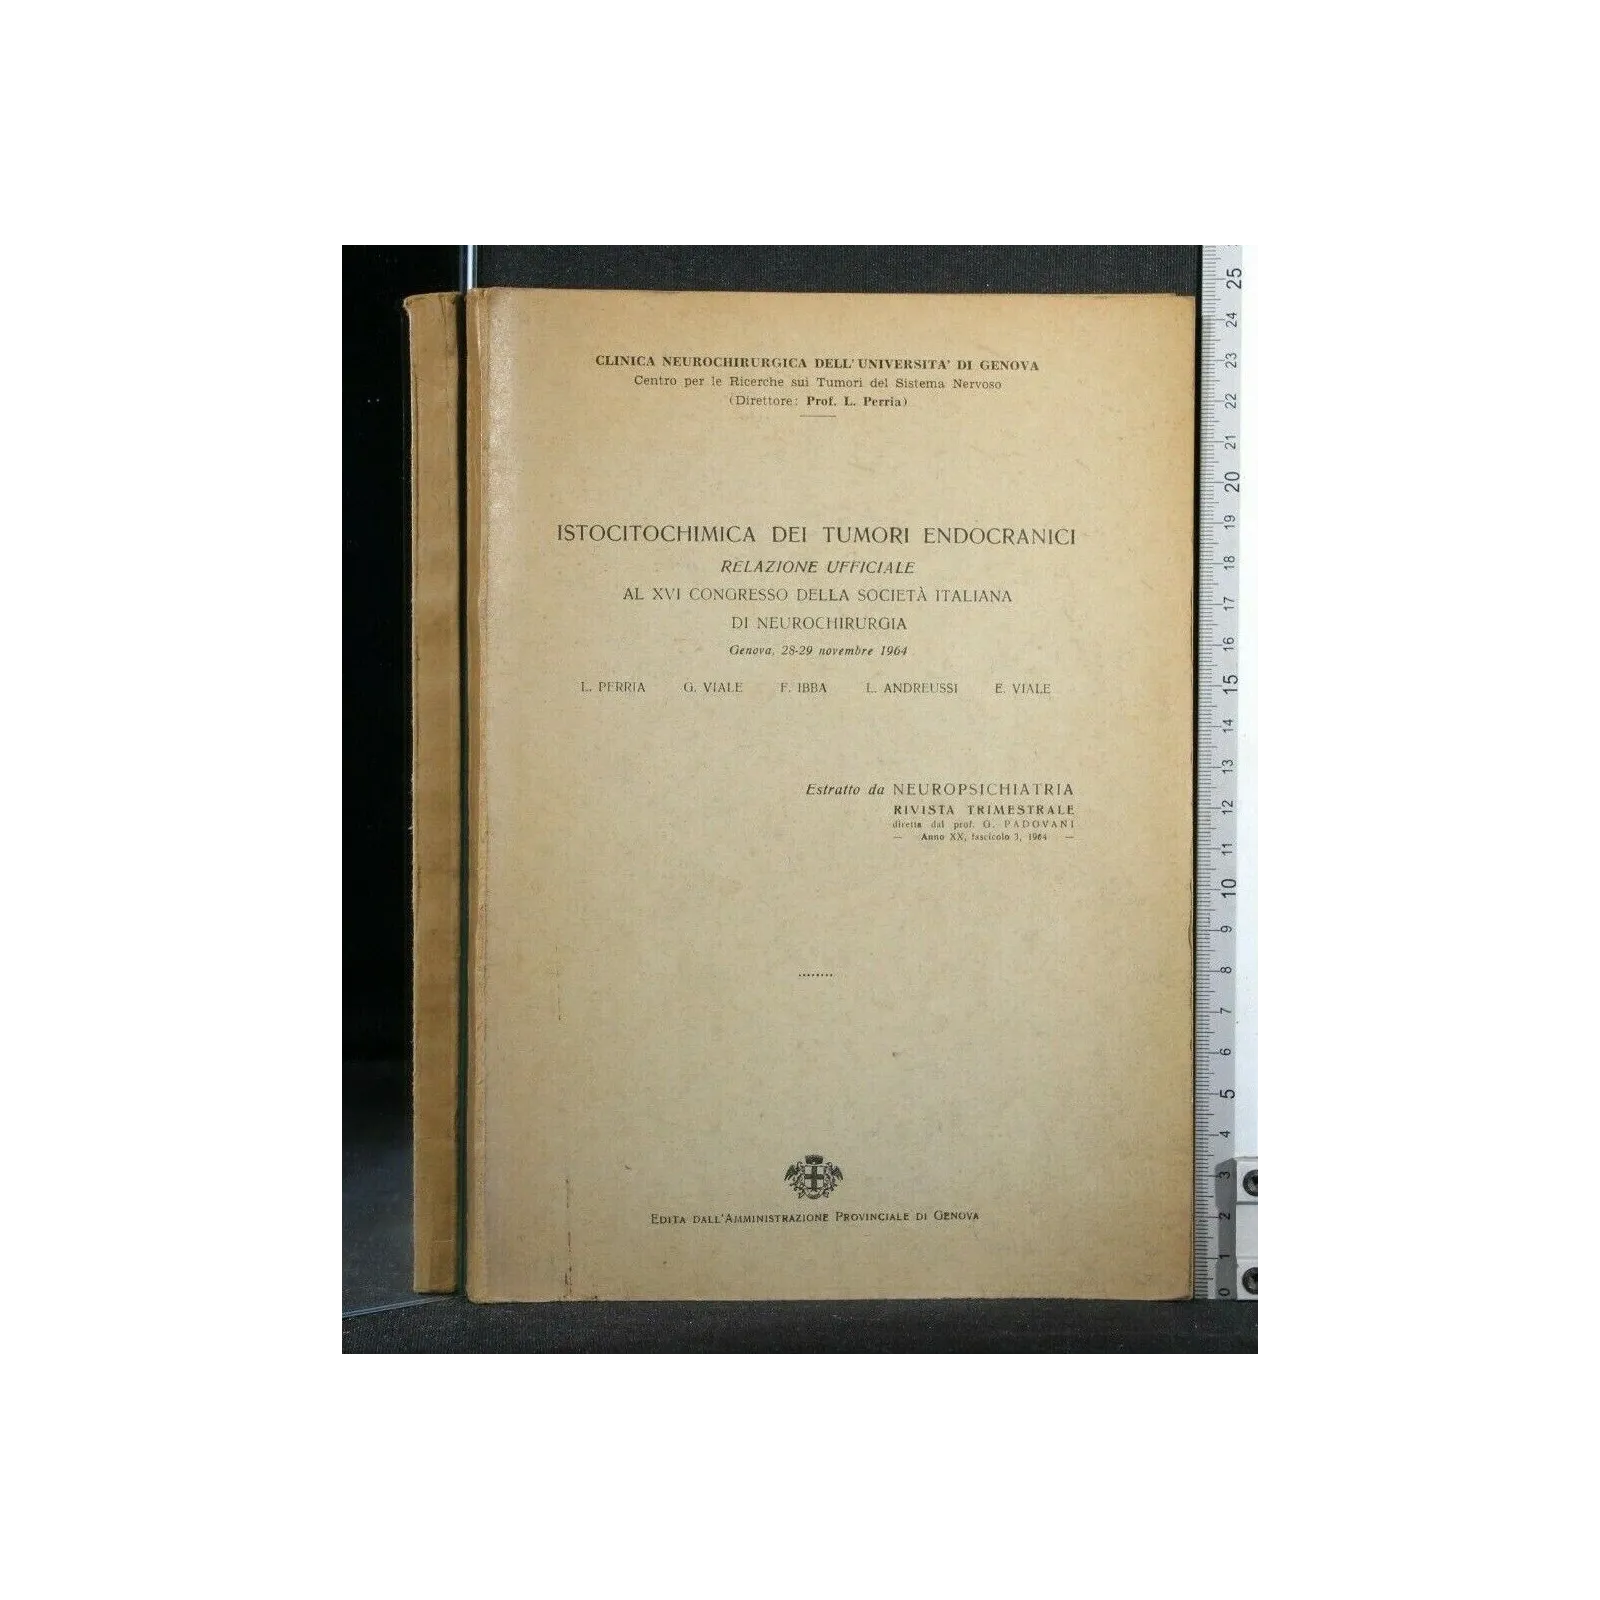 CLINICA NEUROCHIRURGICA DELL'UNIVERSITA' DI GENOVA
Centro per le Ricerche sui Tumori del Sistema Nervoso
(Direttore: Prof. L. Perria)
ISTOCITOCHIMICA DEI TUMORI ENDOCRANICI
RELAZIONE UFFICIALE
AL XVI CONGRESSO DELLA SOCIETÀ ITALIANA
DI NEUROCHIRURGIA
Genova, 28-29 novembre 1964
L. PERRIA G. VIALE F. IBBA L. ANDREUSSI E. VIALE
Estratto da NEUROPSICHIATRIA
RIVISTA TRIMESTRALE
diretta dal prof. G. PADOVANI
— Anno XX, fascicolo 3, 1964 —
EDITA DALL'AMMINISTRAZIONE PROVINCIALE DI GENOVA
25
24
23
22
21
20
19
18
17
16
15
14
13
12
11
10
9
8
7
6
5
4
3
2
1
0